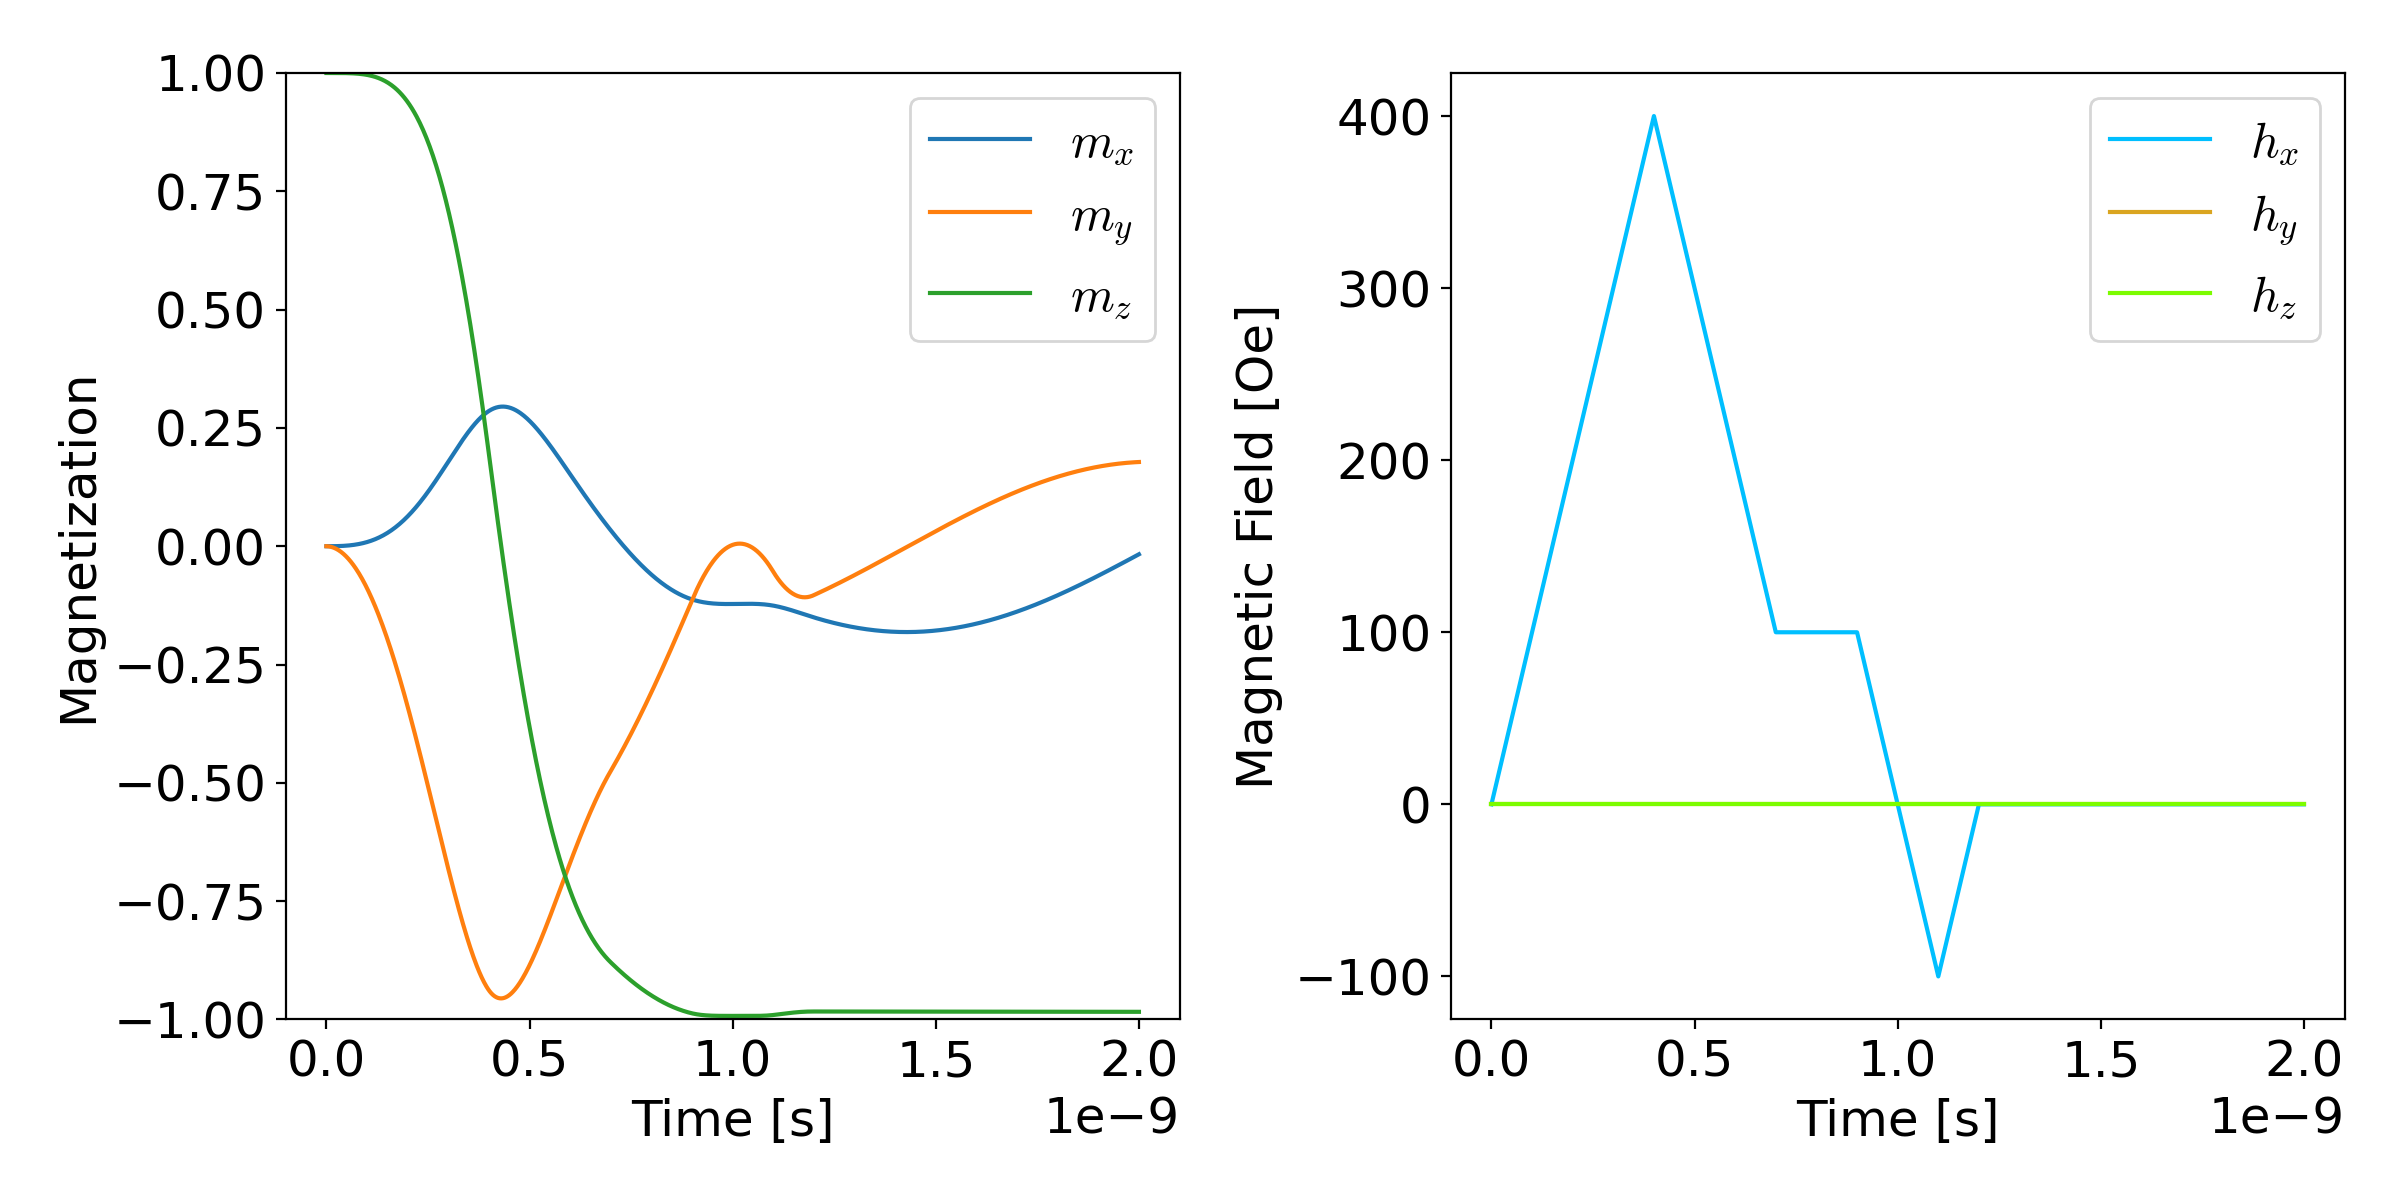 1.00
0.75
0.50
0.25
0.00
−0.25
−0.50
−0.75
−1.00
Magnetization
0.0 0.5 1.0 1.5 2.0
Time [s]
1e−9
m_x
m_y
m_z
400
300
200
100
0
−100
Magnetic Field [Oe]
0.0 0.5 1.0 1.5 2.0
Time [s]
1e−9
h_x
h_y
h_z